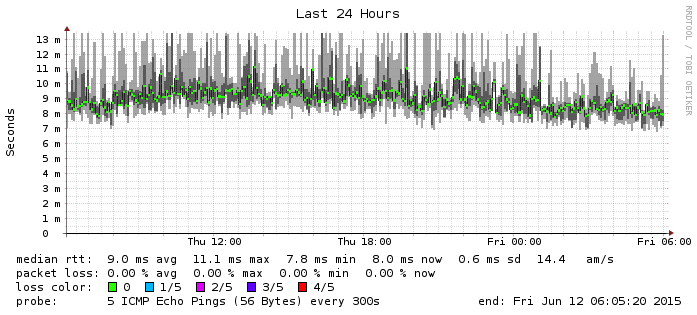 Last 24 Hours
RRDTOOL / TOBI OETIKER
Seconds
13 m
12 m
11 m
10 m
9 m
8 m
7 m
6 m
5 m
4 m
3 m
2 m
1 m
0
Thu 12:00 Thu 18:00 Fri 00:00 Fri 06:00
median rtt: 9.0 ms avg 11.1 ms max 7.8 ms min 8.0 ms now 0.6 ms sd 14.4 am/s
packet loss: 0.00 % avg 0.00 % max 0.00 % min 0.00 % now
loss color: 0 1/5 2/5 3/5 4/5
probe: 5 ICMP Echo Pings (56 Bytes) every 300s end: Fri Jun 12 06:05:20 2015